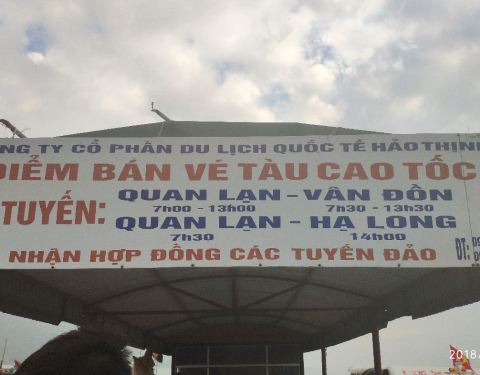 NG TY CỔ PHẦN DU LỊCH QUỐC TẾ HẢO THỊNH
ĐIỂM BÁN VÉ TÀU CAO TỐC
TUYẾN:
QUAN LẠN - VÂN ĐỒN
7h00 - 13h00 7h30 - 13h30
QUAN LẠN - HẠ LONG
7h30 14h00
NHẬN HỢP ĐỒNG CÁC TUYẾN ĐẢO
ĐT:
2018